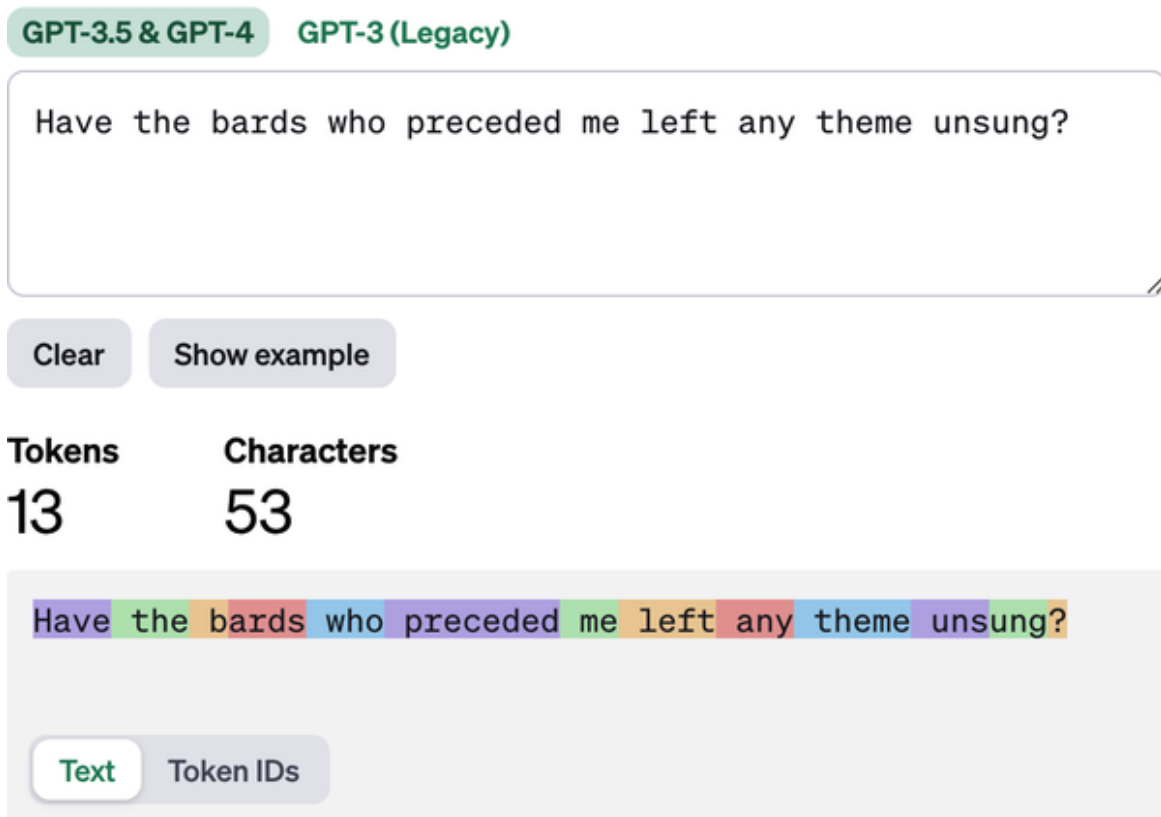 GPT-3.5 & GPT-4 GPT-3 (Legacy)
Have the bards who preceded me left any theme unsung?
Clear Show example
Tokens Characters
13 53
Have the bards who preceded me left any theme unsung?
Text Token IDs